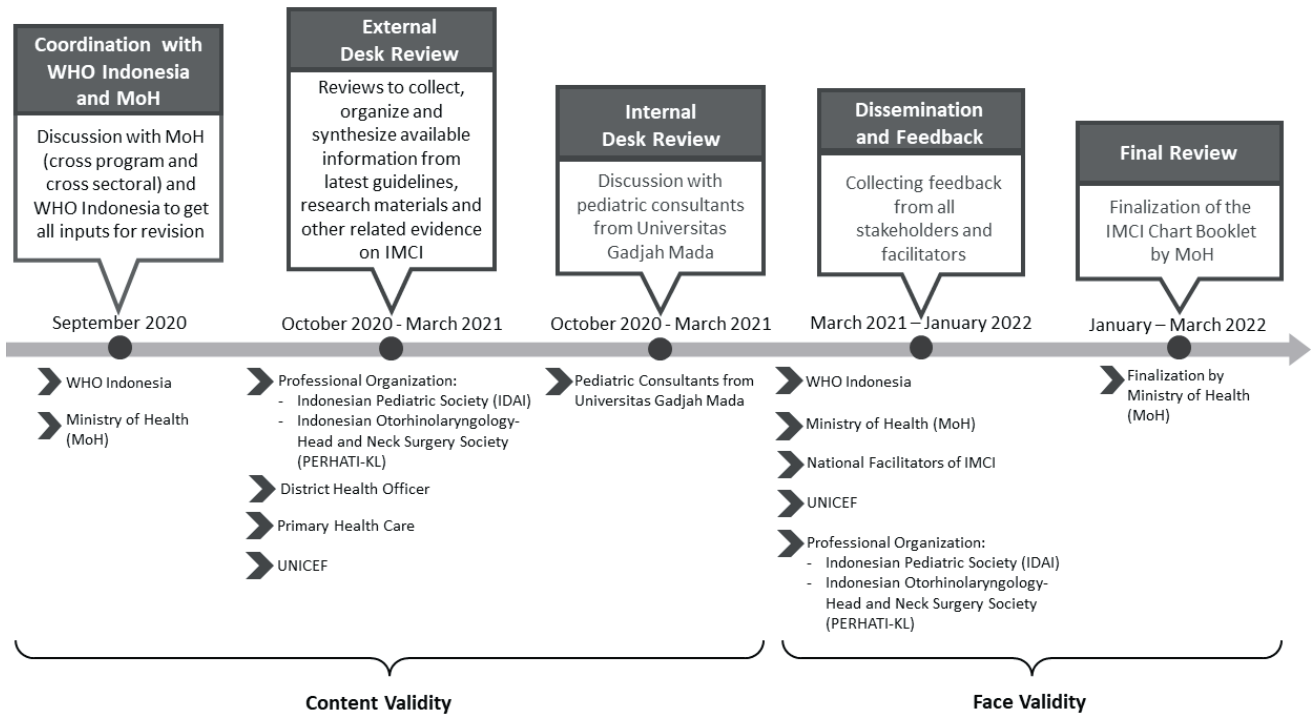 Coordination with
WHO Indonesia
and MoH
Discussion with MoH
(cross program and
cross sectoral) and
WHO Indonesia to get
all inputs for revision
September 2020
WHO Indonesia
Ministry of Health
(MoH)
External
Desk Review
Reviews to collect,
organize and
synthesize available
information from
latest guidelines,
research materials and
other related evidence
on IMCI
October 2020 - March 2021
Professional Organization:
- Indonesian Pediatric Society (IDAI)
- Indonesian Otorhinolaryngology-
Head and Neck Surgery Society
(PERHATI-KL)
District Health Officer
Primary Health Care
UNICEF
Internal
Desk Review
Discussion with
pediatric consultants
from Universitas
Gadjah Mada
October 2020 - March 2021
Pediatric Consultants from
Universitas Gadjah Mada
Dissemination
and Feedback
Collecting feedback
from all
stakeholders and
facilitators
March 2021 – January 2022
WHO Indonesia
Ministry of Health (MoH)
National Facilitators of IMCI
UNICEF
Professional Organization:
- Indonesian Pediatric Society (IDAI)
- Indonesian Otorhinolaryngology-
Head and Neck Surgery Society
(PERHATI-KL)
Final Review
Finalization of the
IMCI Chart Booklet
by MoH
January – March 2022
Finalization by
Ministry of Health
(MoH)
Content Validity
Face Validity